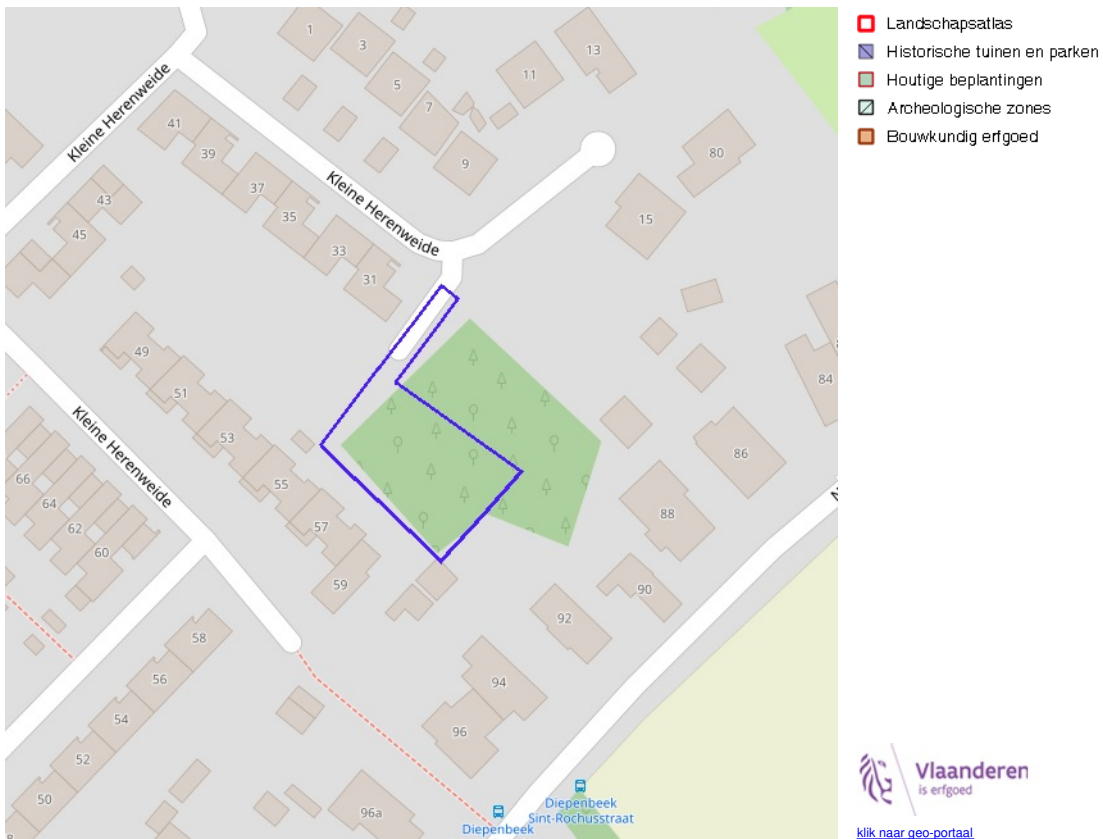 1
3
5
7
9
11
13
15
80
84
86
88
90
92
94
96
96a
41
39
37
35
33
31
43
45
49
51
53
55
57
59
66
64
62
60
58
56
54
52
50
Kleine Herenweide
Kleine Herenweide
Kleine Herenweide
Diepenbeek
Sint-Rochusstraat
Diepenbeek
Landschapsatlas
Historische tuinen en parken
Houtige beplantingen
Archeologische zones
Bouwkundig erfgoed
Vlaanderen
is erfgoed
klik naar geo-portaal